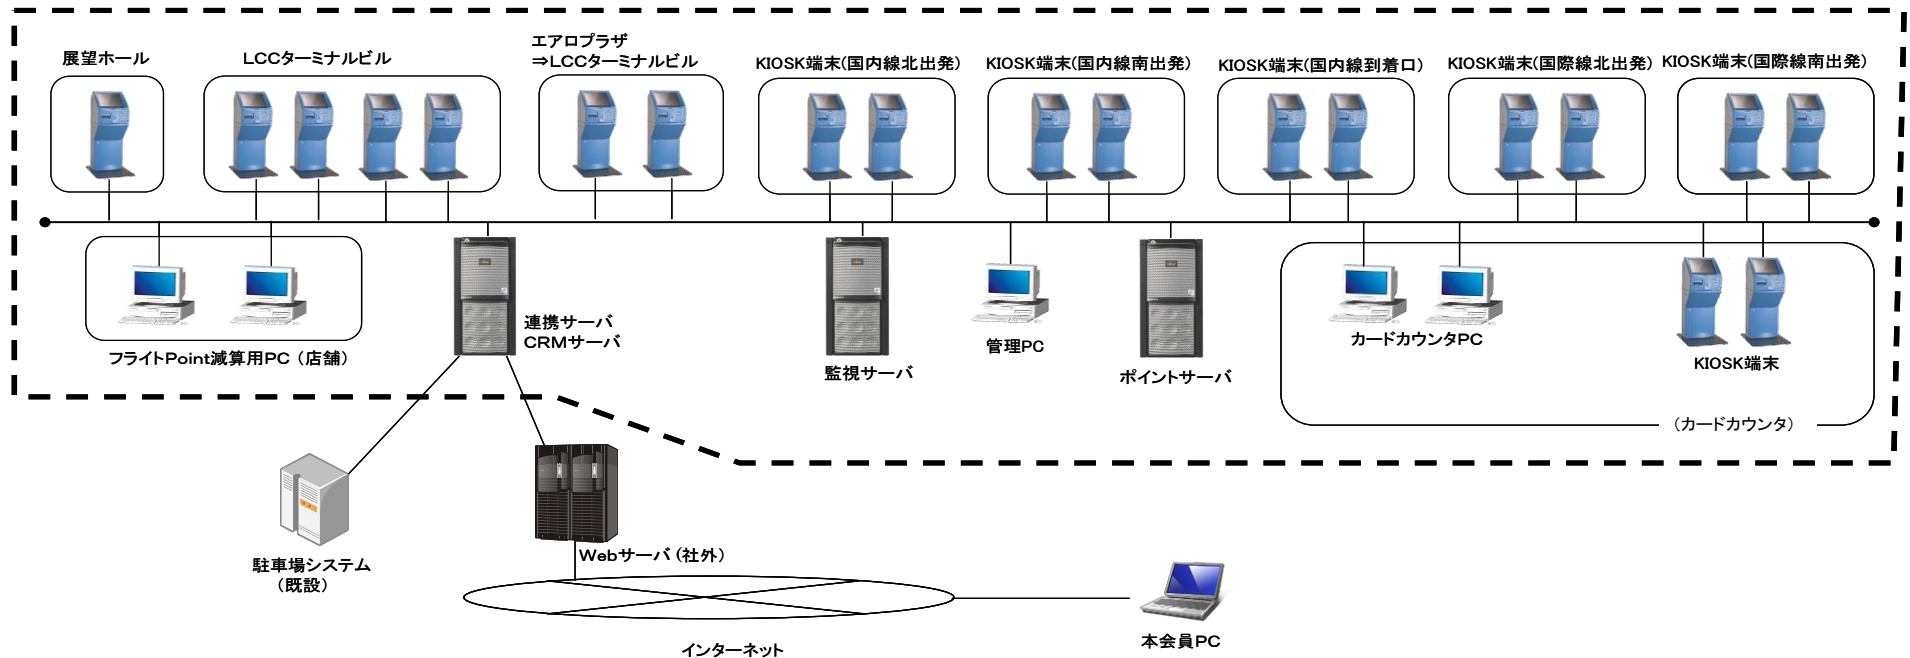 展望ホール
LCCターミナルビル
エアロプラザ
⇒LCCターミナルビル
KIOSK端末(国内線北出発)
KIOSK端末(国内線南出発)
KIOSK端末(国内線到着口)
KIOSK端末(国際線北出発)
KIOSK端末(国際線南出発)
フライトPoint減算用PC（店舗）
連携サーバ
CRMサーバ
監視サーバ
管理PC
ポイントサーバ
カードカウンタPC
KIOSK端末
（カードカウンタ）
駐車場システム
（既設）
Webサーバ（社外）
インターネット
本会員PC